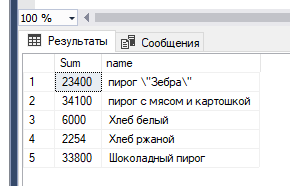 100 %
Результаты Сообщения
Sum name
1 23400 пирог \"Зебра\"
2 34100 пирог с мясом и картошкой
3 6000 Хлеб белый
4 2254 Хлеб ржаной
5 33800 Шоколадный пирог